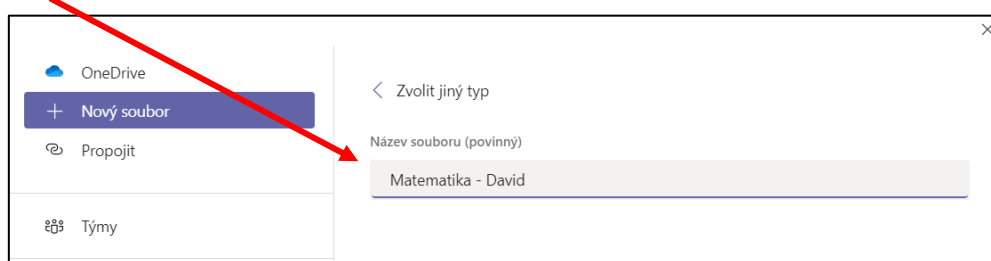 OneDrive
Nový soubor
Propojit
Týmy
Zvolit jiný typ
Název souboru (povinný)
Matematika - David